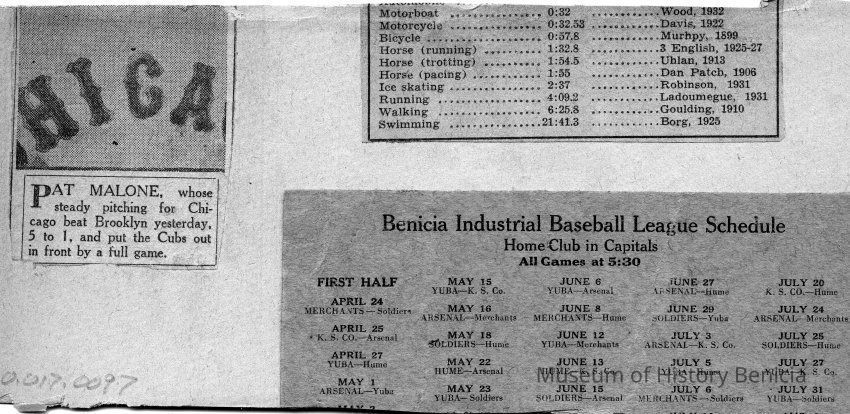 HICA
PAT MALONE, whose
steady pitching for Chi-
cago beat Brooklyn yesterday,
5 to 1, and put the Cubs out
in front by a full game.
Motorboat .......... 0:32 .......... Wood, 1932
Motorcycle .......... 0:32.53 .......... Davis, 1922
Bicycle .......... 0:57.8 .......... Murhpy, 1899
Horse (running) .......... 1:32.8 .......... 3 English, 1925-27
Horse (trotting) .......... 1:54.5 .......... Uhlan, 1913
Horse (pacing) .......... 1:55 .......... Dan Patch, 1906
Ice skating .......... 2:37 .......... Robinson, 1931
Running .......... 4:09.2 .......... Ladoumegue, 1931
Walking .......... 6:25.8 .......... Goulding, 1910
Swimming .......... 21:41.3 .......... Borg, 1925
Benicia Industrial Baseball League Schedule
Home Club in Capitals
All Games at 5:30
FIRST HALF
APRIL 24
MERCHANTS—Soldiers
APRIL 25
K. S. CO.—Arsenal
APRIL 27
YUBA—Hume
MAY 1
ARSENAL—Yuba
MAY 15
YUBA—K. S. Co.
MAY 16
ARSENAL—Merchants
MAY 18
SOLDIERS—Hume
MAY 22
HUME—Arsenal
MAY 23
YUBA—Soldiers
JUNE 6
YUBA—Arsenal
JUNE 8
MERCHANTS—Hume
JUNE 12
YUBA—Merchants
JUNE 13
HUME—K. S. Co.
JUNE 15
SOLDIERS—Arsenal
JUNE 27
ARSENAL—Hume
JUNE 29
SOLDIERS—Yuba
JULY 3
ARSENAL—K. S. Co.
JULY 5
YUBA—Hume
JULY 6
MERCHANTS—Soldiers
JULY 20
K. S. CO.—Hume
JULY 24
ARSENAL—Merchants
JULY 25
SOLDIERS—Hume
JULY 27
YUBA—K. S. Co.
JULY 31
YUBA—Soldiers
0.017.0097
Museum of History Benicia